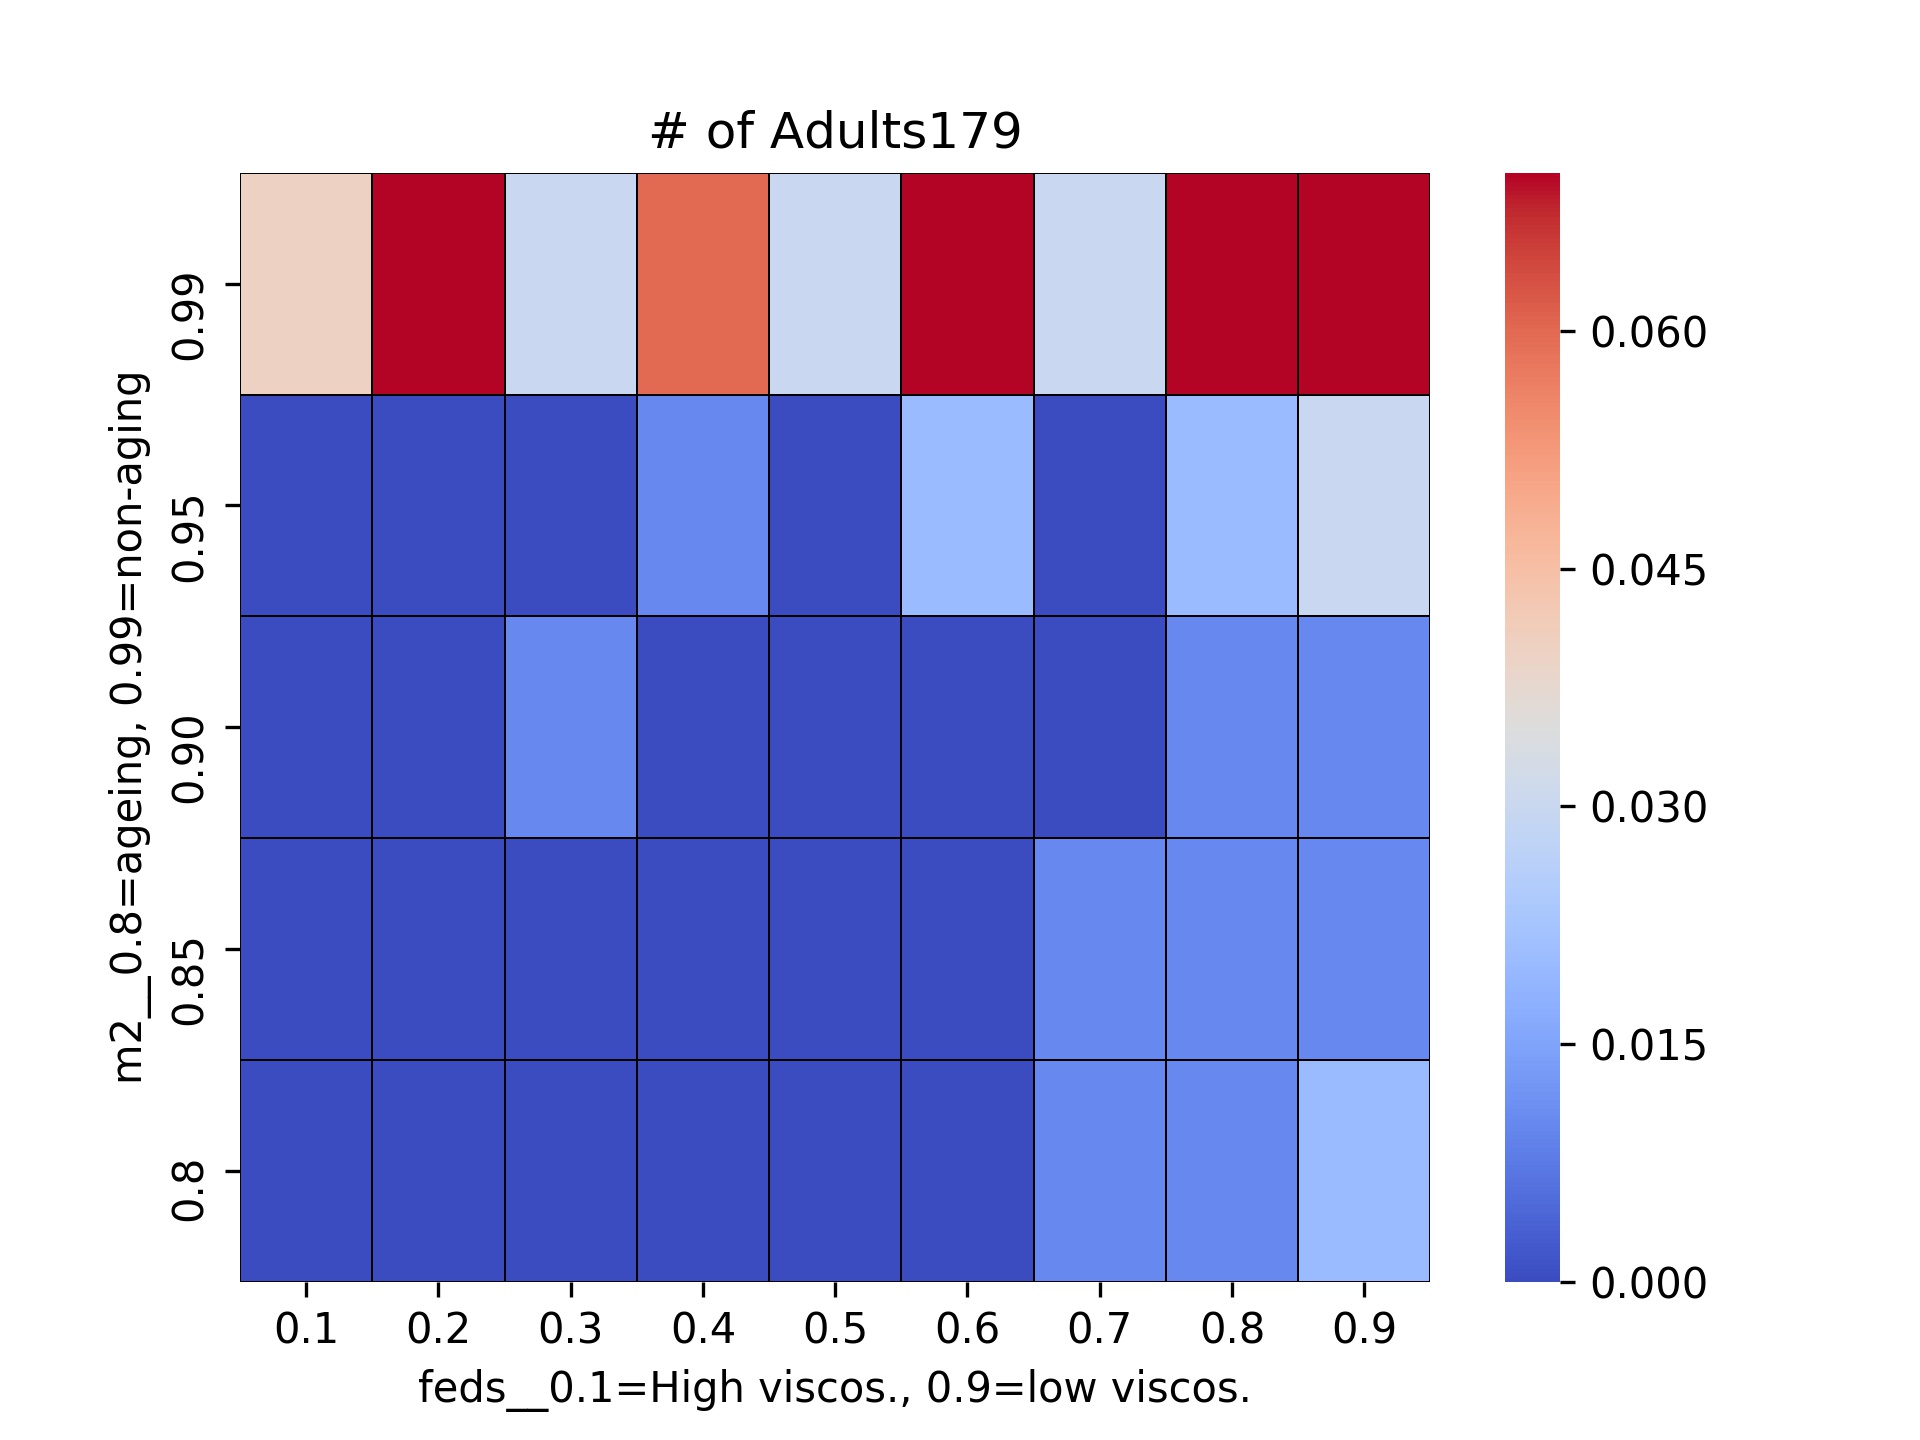 # of Adults179
m2__0.8=ageing, 0.99=non-aging
0.99
0.95
0.90
0.85
0.8
0.1 0.2 0.3 0.4 0.5 0.6 0.7 0.8 0.9
feds__0.1=High viscos., 0.9=low viscos.
0.060
0.045
0.030
0.015
0.000